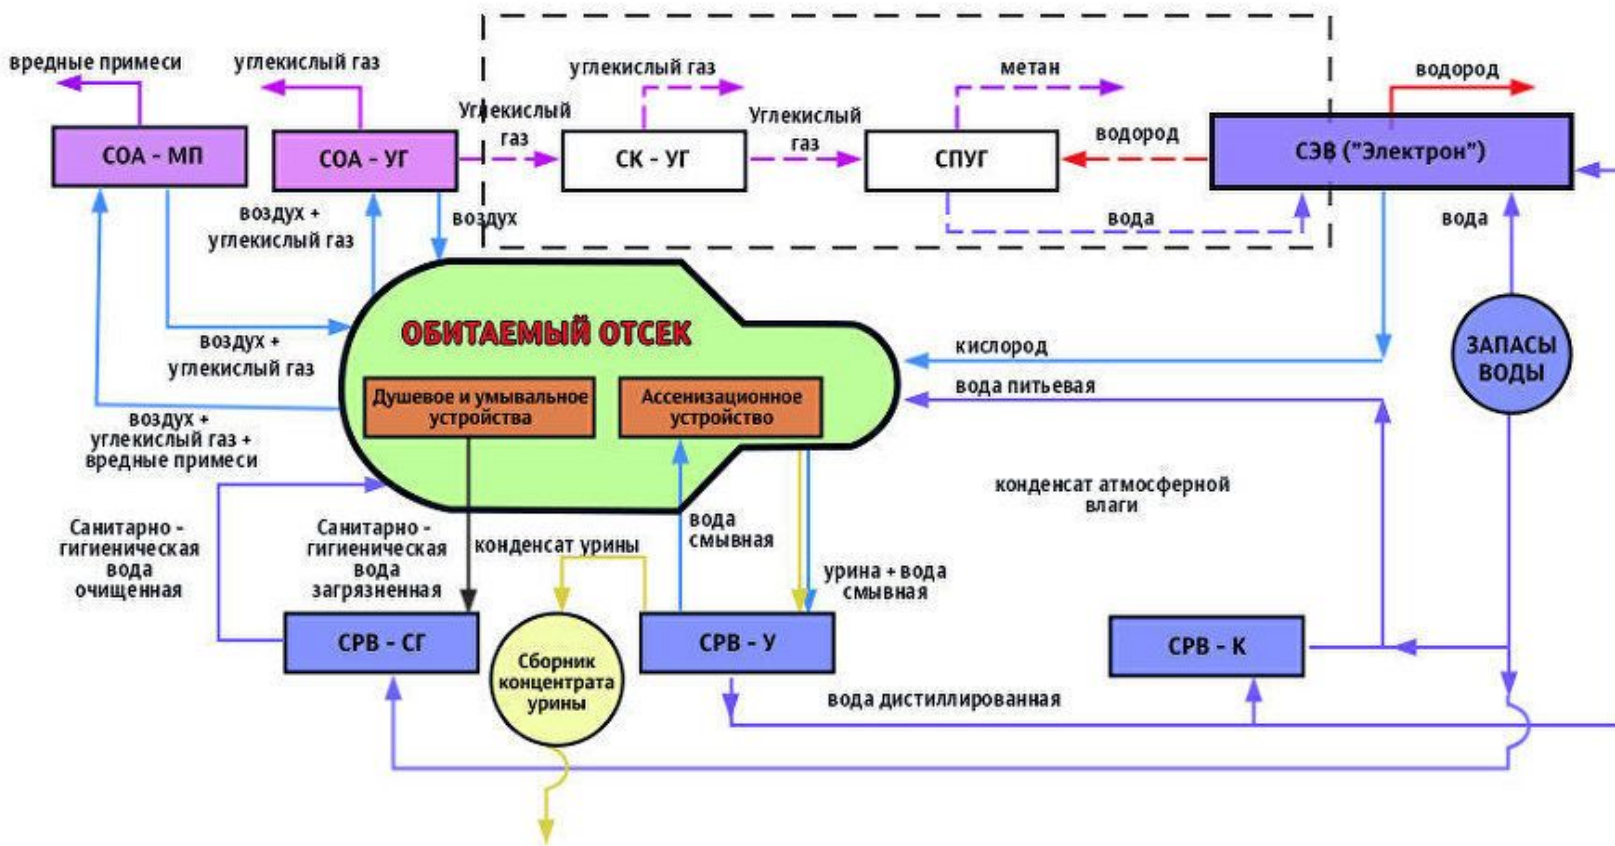 вредные примеси
углекислый газ
углекислый газ
метан
водород
Углекислый
газ
Углекислый
газ
водород
СОА - МП
СОА - УГ
СК - УГ
СПУГ
СЭВ ("Электрон")
воздух +
углекислый газ
воздух
вода
вода
ОБИТАЕМЫЙ ОТСЕК
воздух +
углекислый газ
кислород
ЗАПАСЫ
ВОДЫ
вода питьевая
Душевое и умывальное
устройства
Ассенизационное
устройство
воздух +
углекислый газ +
вредные примеси
конденсат атмосферной
влаги
Санитарно -
гигиеническая
вода
очищенная
Санитарно -
гигиеническая
вода
загрязненная
конденсат урины
вода
смывная
урина + вода
смывная
СРВ - СГ
Сборник
концентрата
урины
СРВ - У
СРВ - К
вода дистиллированная